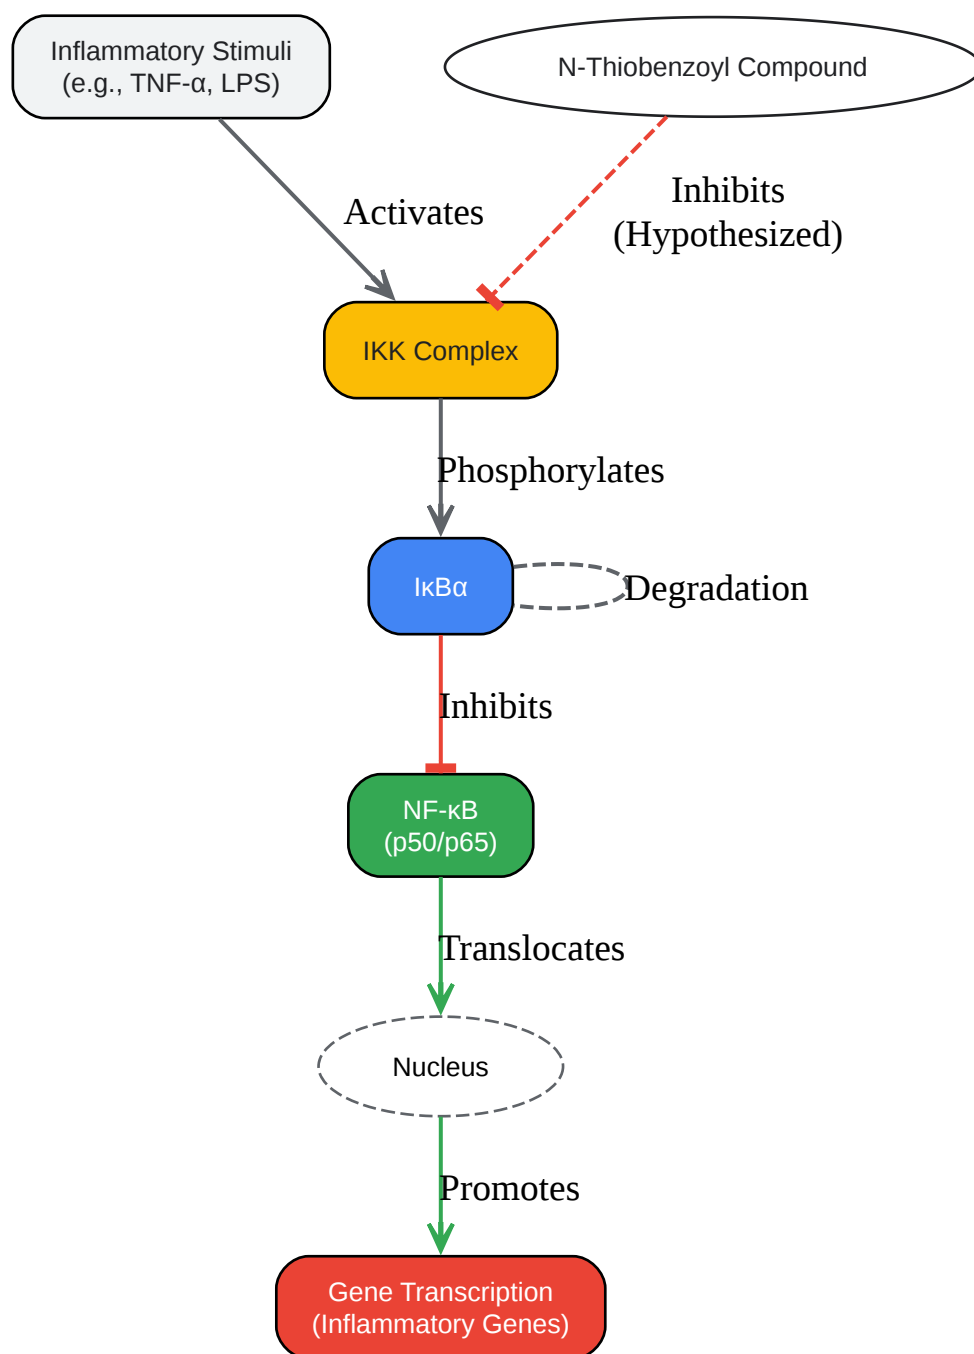 Inflammatory Stimuli
(e.g., TNF-α, LPS)
N-Thiobenzoyl Compound
Activates
Inhibits
(Hypothesized)
IKK Complex
Phosphorylates
IκBα
Degradation
Inhibits
NF-κB
(p50/p65)
Translocates
Nucleus
Promotes
Gene Transcription
(Inflammatory Genes)